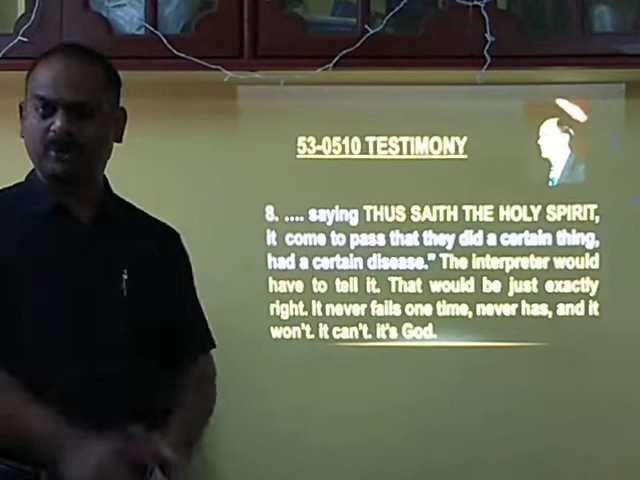 53-0510 TESTIMONY
8. .... saying THUS SAITH THE HOLY SPIRIT,
It come to pass that they did a certain thing,
had a certain disease." The interpreter would
have to tell it. That would be just exactly
right. It never fails one time, never has, and it
won't. it can't. it's God.